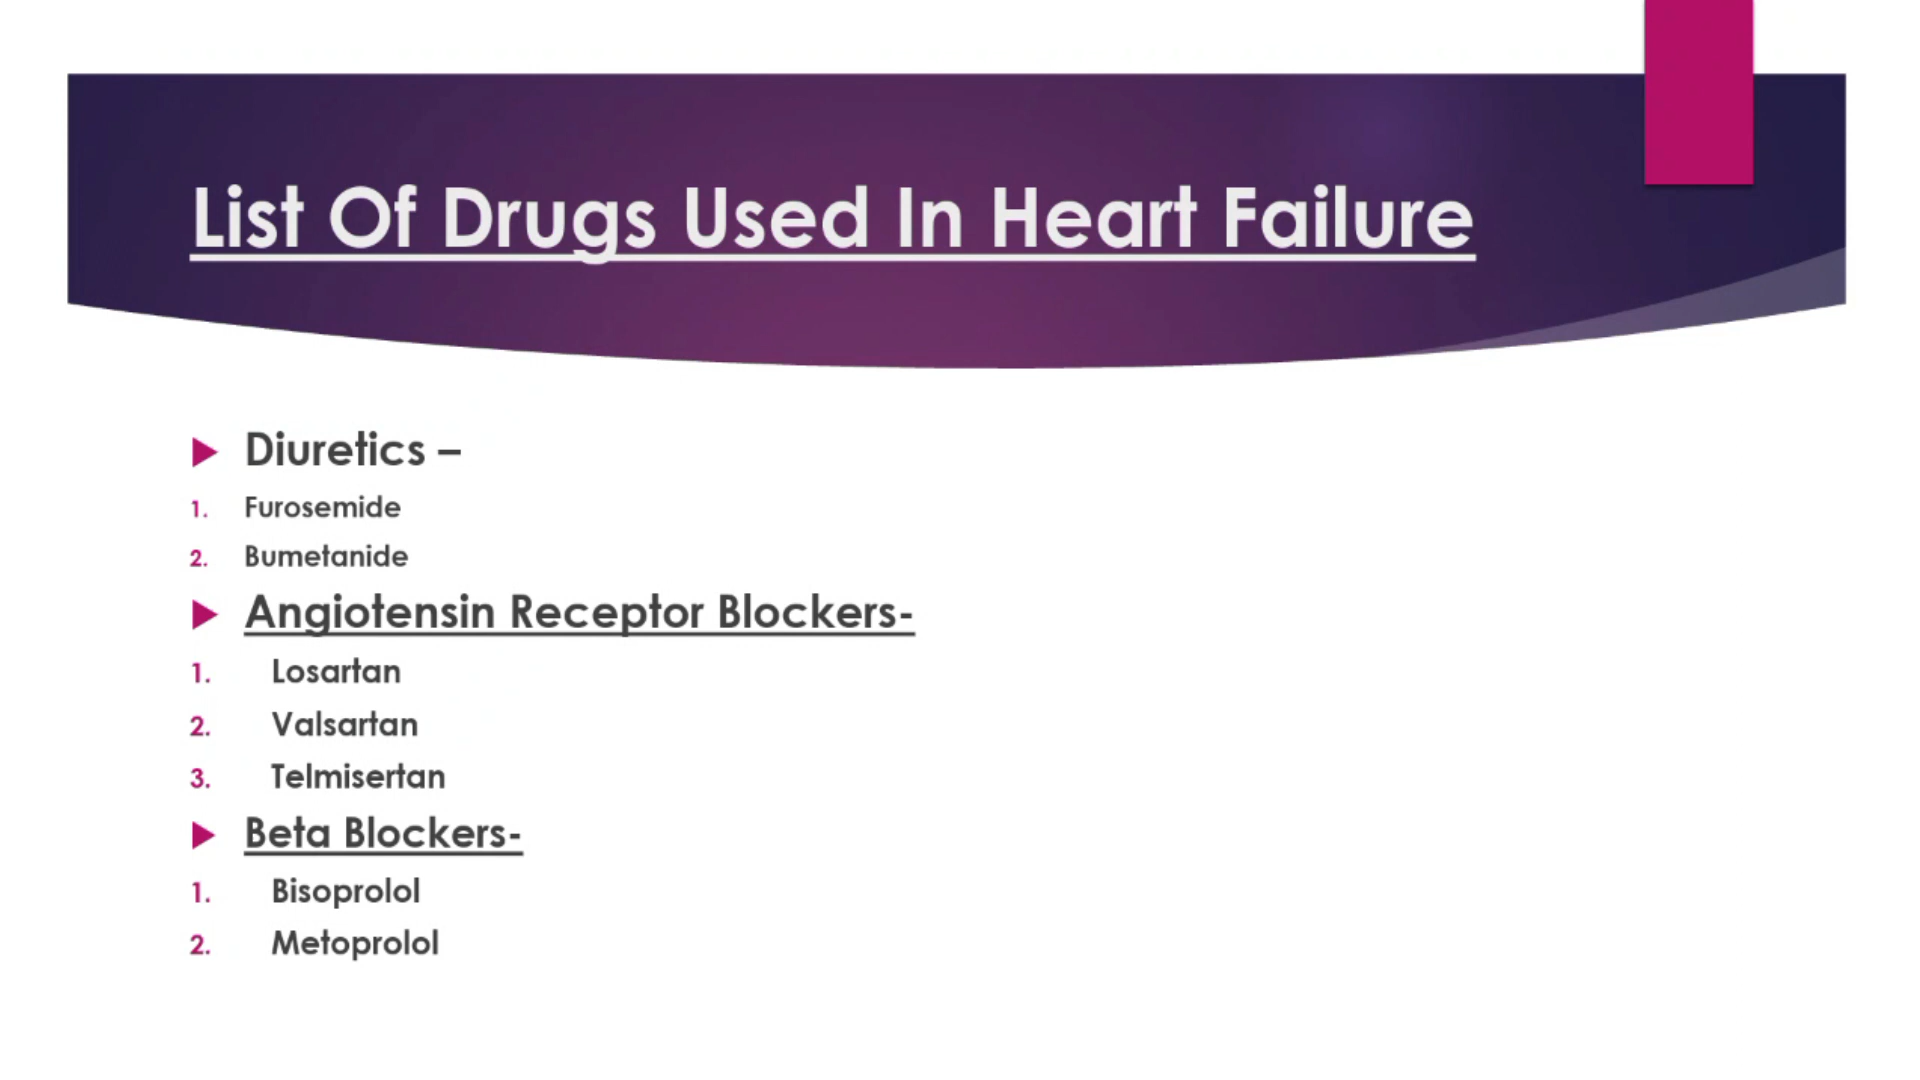 List Of Drugs Used In Heart Failure
Diuretics –
1. Furosemide
2. Bumetanide
Angiotensin Receptor Blockers-
1. Losartan
2. Valsartan
3. Telmisertan
Beta Blockers-
1. Bisoprolol
2. Metoprolol